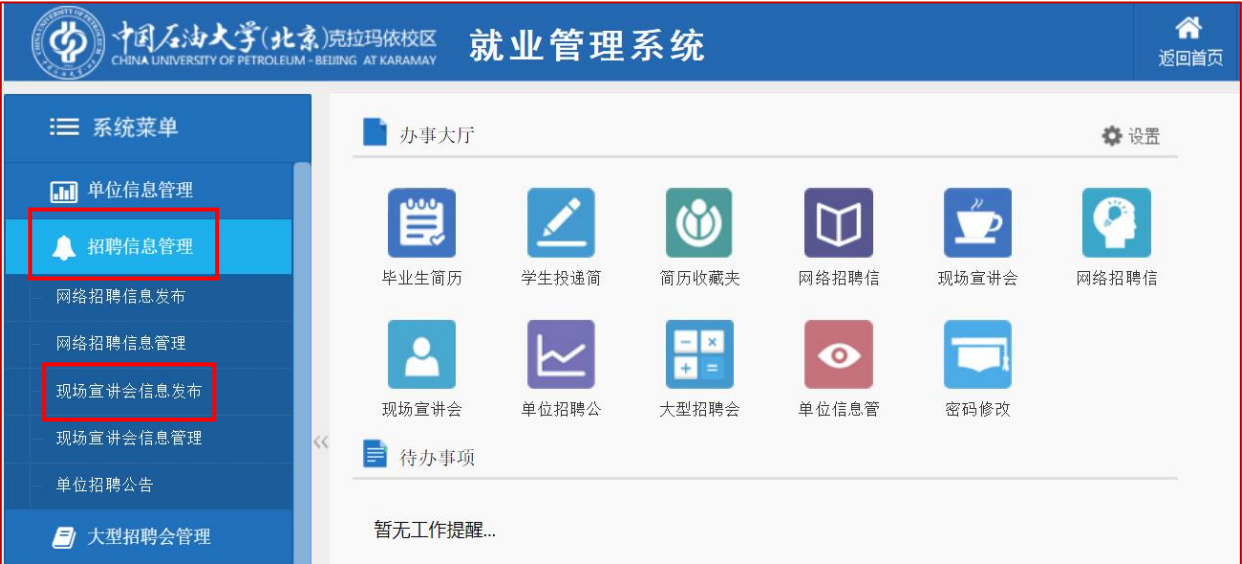 中国石油大学(北京)克拉玛依校区
CHINA UNIVERSITY OF PETROLEUM - BEIJING AT KARAMAY
就业管理系统
返回首页
系统菜单
单位信息管理
招聘信息管理
网络招聘信息发布
网络招聘信息管理
现场宣讲会信息发布
现场宣讲会信息管理
单位招聘公告
大型招聘会管理
办事大厅
设置
毕业生简历
学生投递简
简历收藏夹
网络招聘信
现场宣讲会
网络招聘信
现场宣讲会
单位招聘公
大型招聘会
单位信息管
密码修改
待办事项
暂无工作提醒...